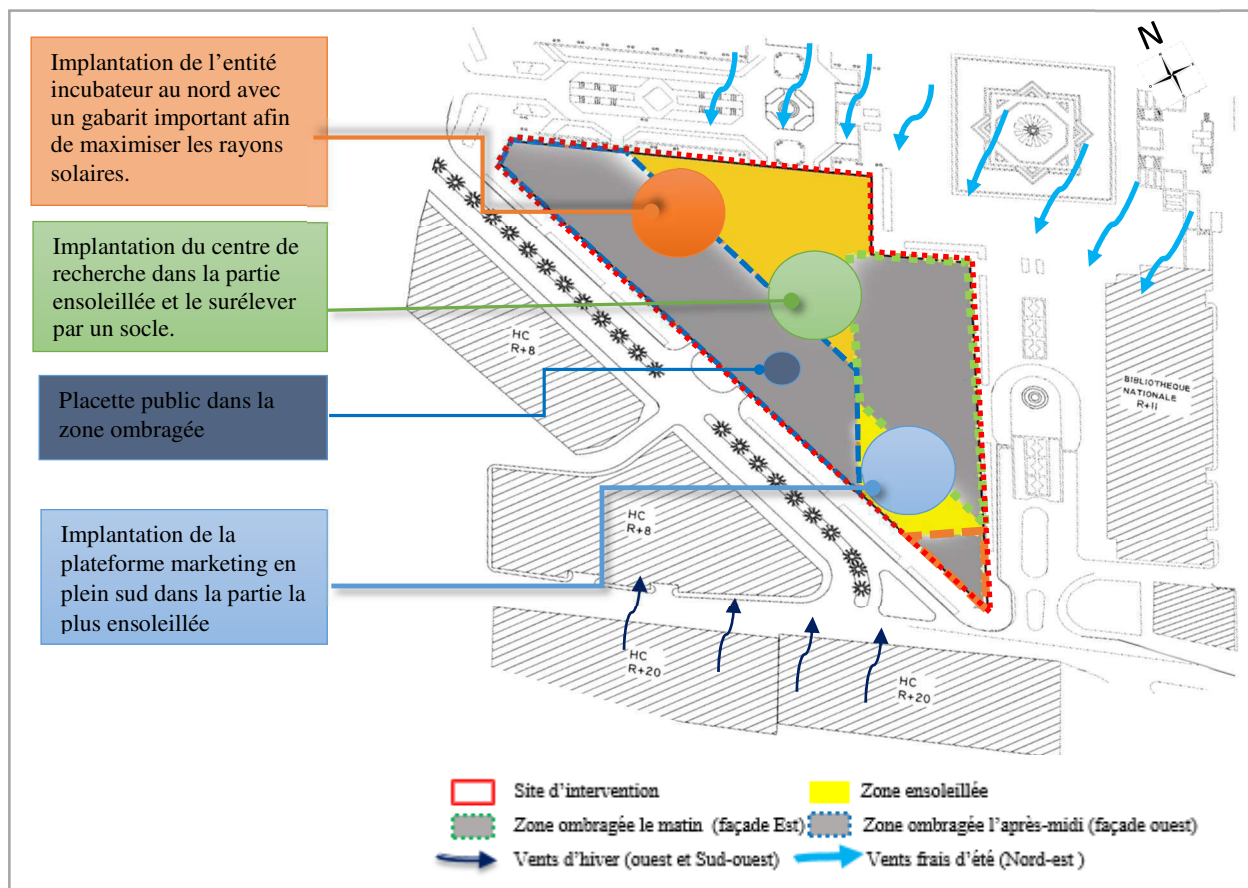 Implantation de l'entité
incubateur au nord avec
un gabarit important afin
de maximiser les rayons
solaires.
N
Implantation du centre de
recherche dans la partie
ensoleillée et le surélever
par un socle.
HC
R+8
Placette public dans la
zone ombragée
BIBLIOTHEQUE
NATIONALE
R+11
Implantation de la
plateforme marketing en
plein sud dans la partie la
plus ensoleillée
HC
R+8
HC
R+20
HC
R+20
Site d'intervention
Zone ensoleillée
Zone ombragée le matin (façade Est)
Zone ombragée l'après-midi (façade ouest)
Vents d'hiver (ouest et Sud-ouest)
Vents frais d'été (Nord-est )